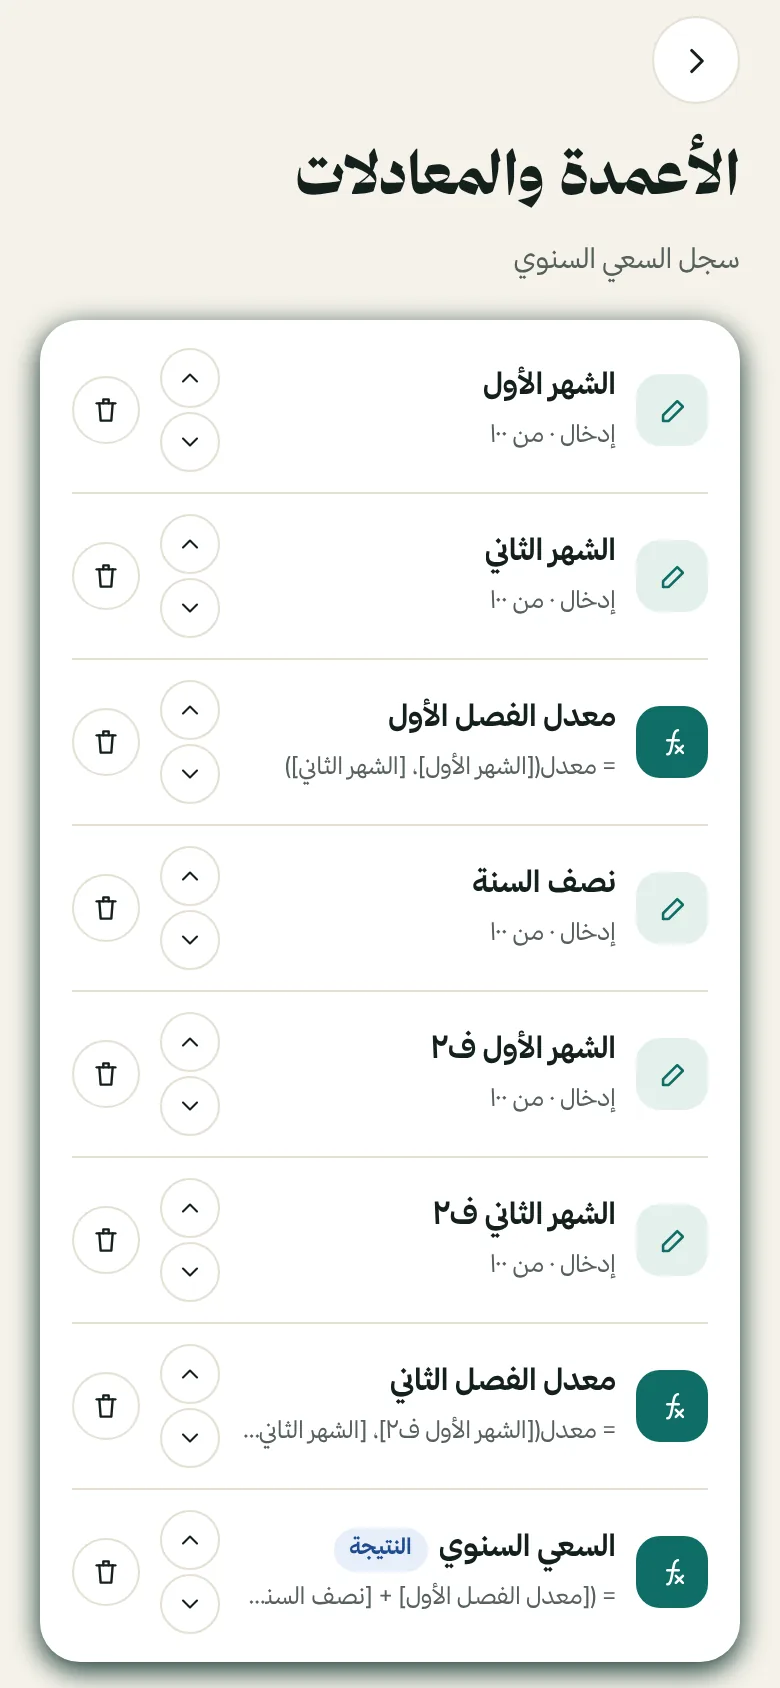 الأعمدة والمعادلات
سجل السعي السنوي
الشهر الأول
إدخال · من ١٠٠
الشهر الثاني
إدخال · من ١٠٠
معدل الفصل الأول
= معدل([الشهر الأول]، [الشهر الثاني])
نصف السنة
إدخال · من ١٠٠
الشهر الأول ف٢
إدخال · من ١٠٠
الشهر الثاني ف٢
إدخال · من ١٠٠
معدل الفصل الثاني
= معدل([الشهر الأول ف٢]، [الشهر الثاني...
السعي السنوي النتيجة
= ([معدل الفصل الأول] + [نصف السن...